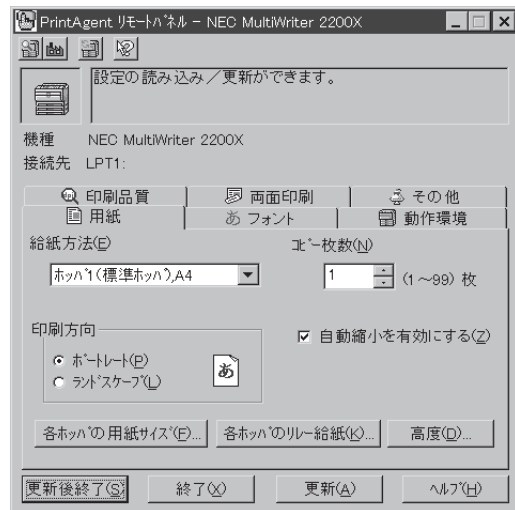 PrintAgent ﾘﾓｰﾄﾊﾟﾈﾙ - NEC MultiWriter 2200X
設定の読み込み／更新ができます。
機種 NEC MultiWriter 2200X
接続先 LPT1:
印刷品質 両面印刷 その他
用紙 フォント 動作環境
給紙方法(E)
ﾎｯﾊﾟ1(標準ﾎｯﾊﾟ),A4
ｺﾋﾟｰ枚数(N)
1 (1～99) 枚
印刷方向
ﾎﾟｰﾄﾚｰﾄ(P)
ﾗﾝﾄﾞｽｹｰﾌﾟ(L)
あ
自動縮小を有効にする(Z)
各ﾎｯﾊﾟの用紙ｻｲｽﾞ(F)... 各ﾎｯﾊﾟのﾘﾚｰ給紙(K)... 高度(D)...
更新後終了(S) 終了(X) 更新(A) ﾍﾙﾌﾟ(H)